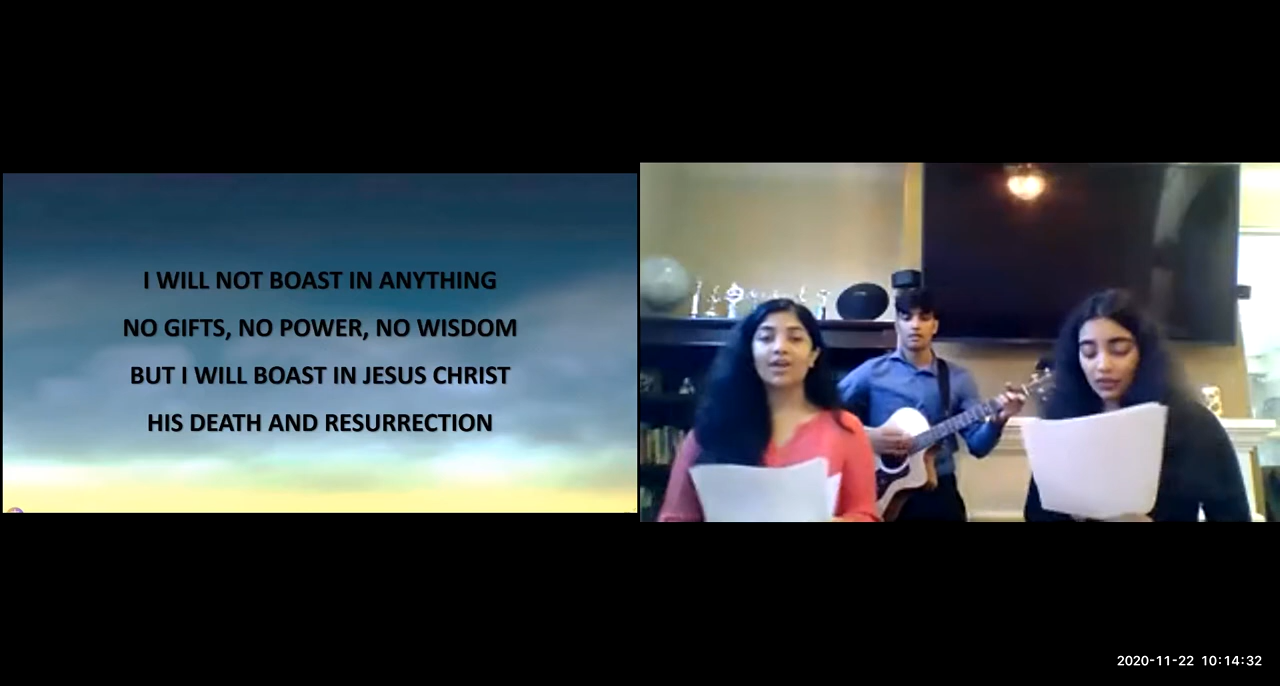 I WILL NOT BOAST IN ANYTHING
NO GIFTS, NO POWER, NO WISDOM
BUT I WILL BOAST IN JESUS CHRIST
HIS DEATH AND RESURRECTION
2020-11-22 10:14:32